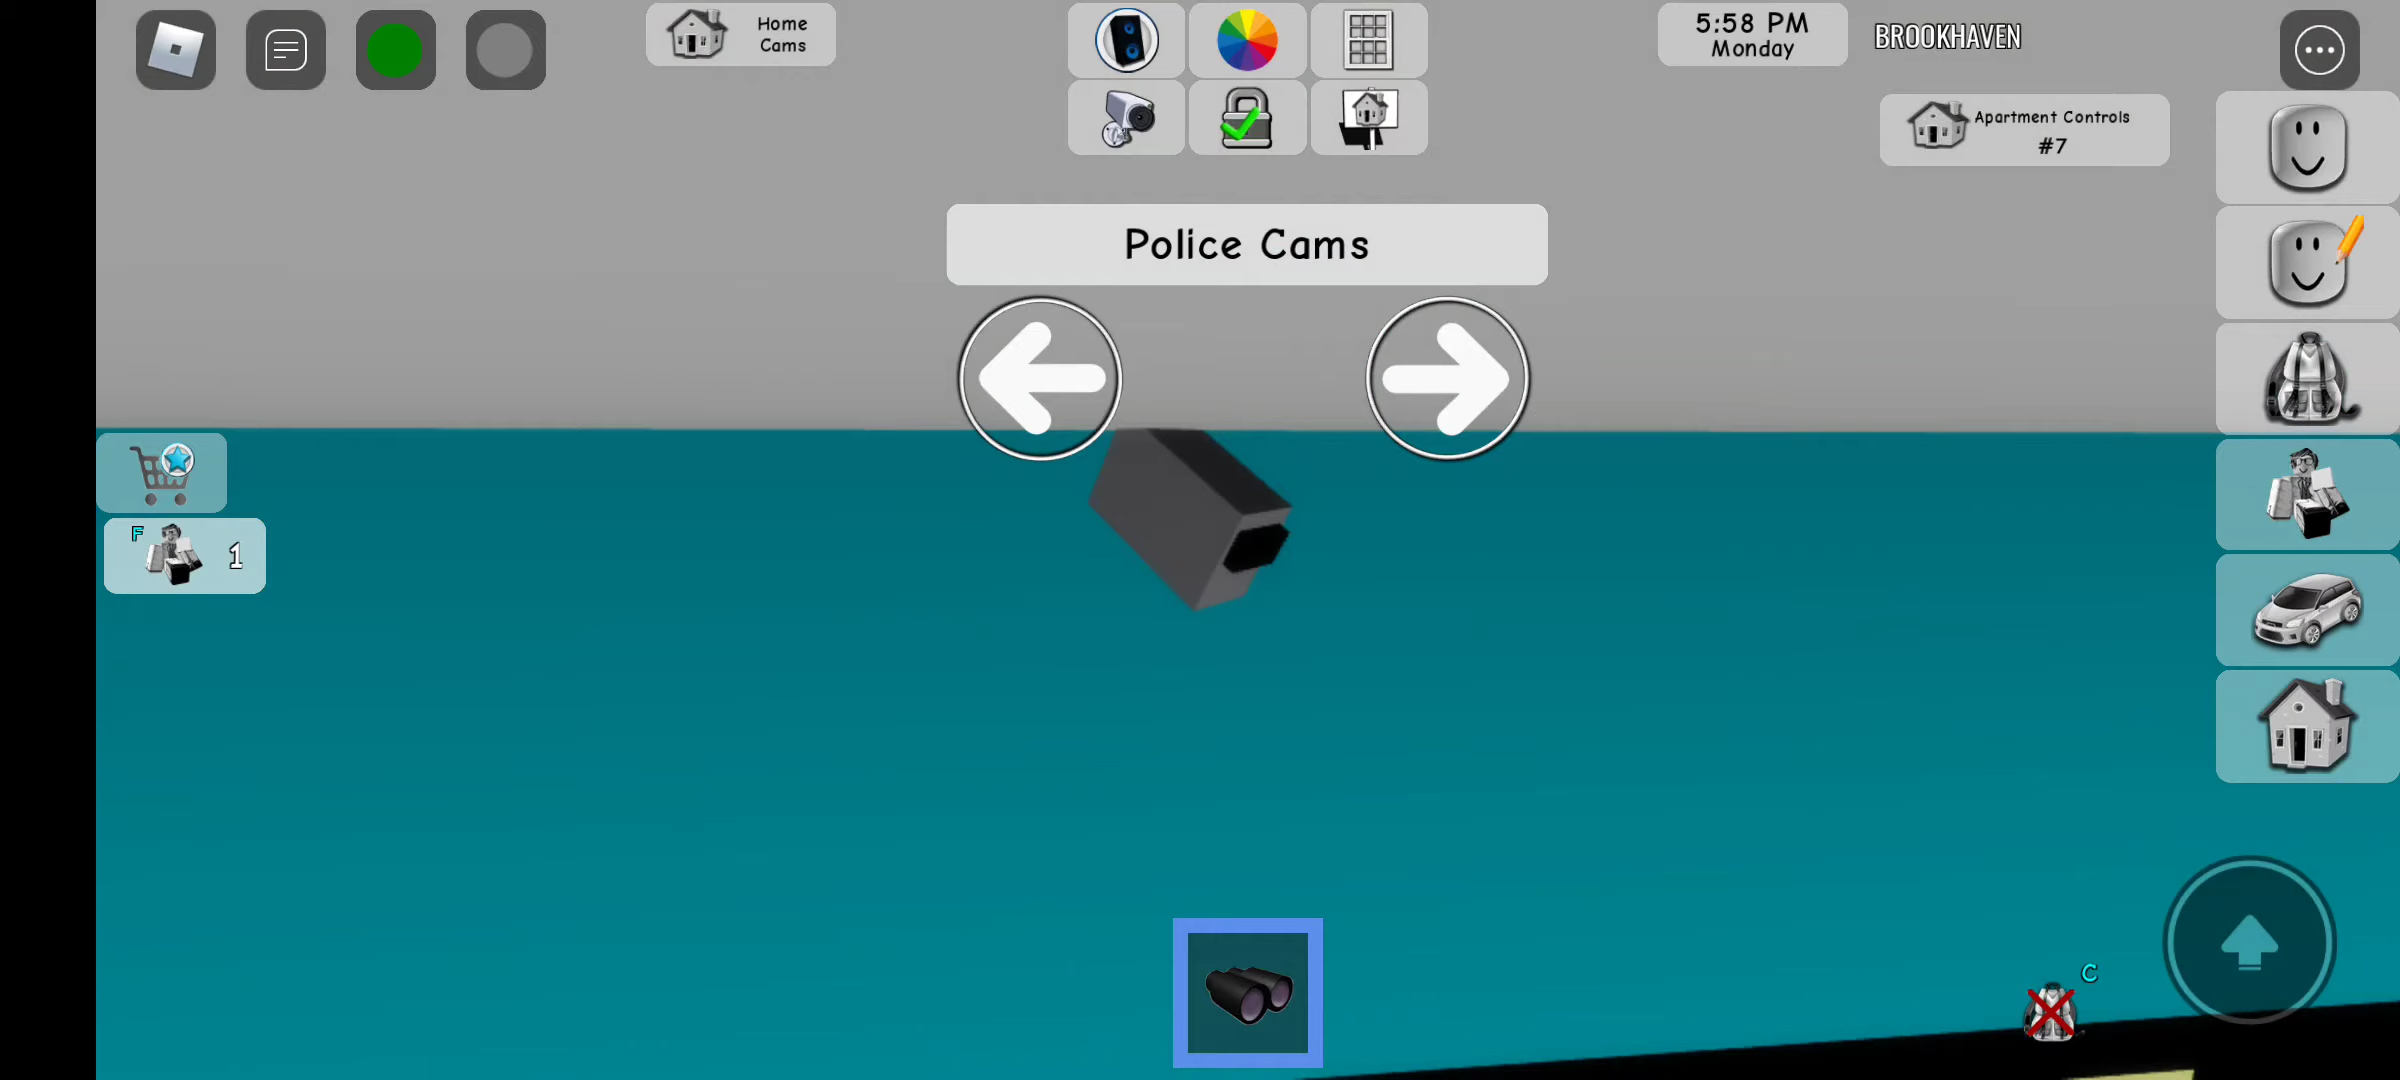 Home
Cams
5:58 PM
Monday
BROOKHAVEN
Apartment Controls
#7
Police Cams
F
1
C